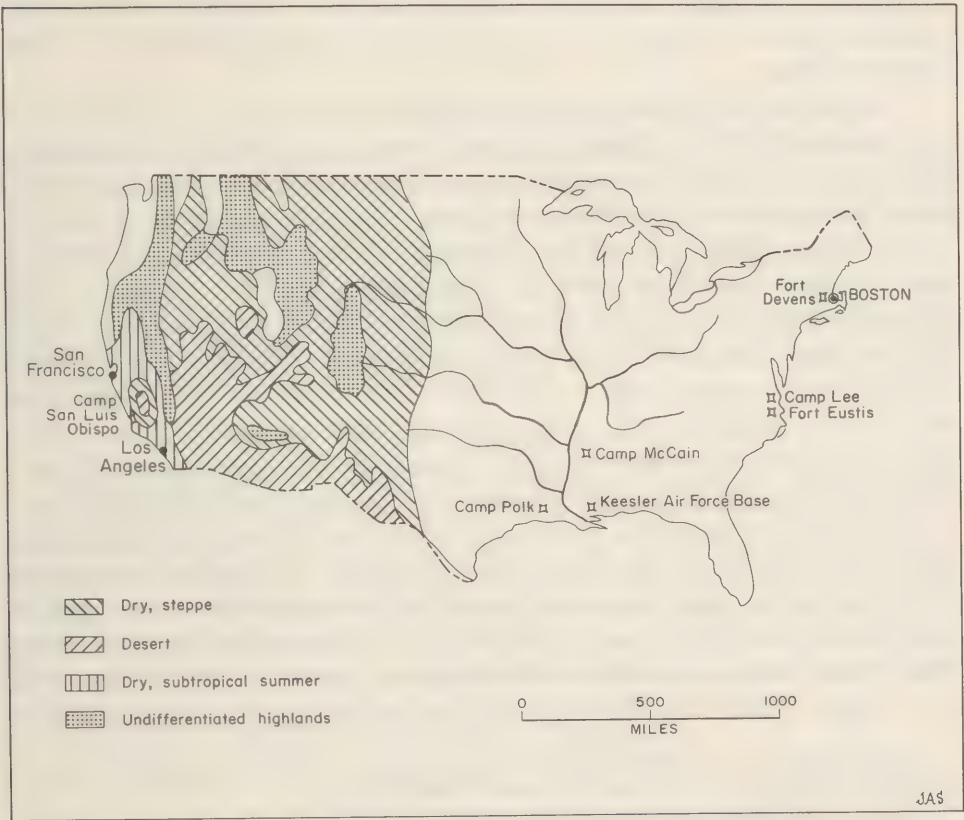 Fort
Devens
BOSTON
San
Francisco
Camp
San Luis
Obispo
Los
Angeles
Camp Lee
Fort Eustis
Camp McCain
Camp Polk
Keesler Air Force Base
Dry, steppe
Desert
Dry, subtropical summer
Undifferentiated highlands
0 500 1000
MILES
JAS